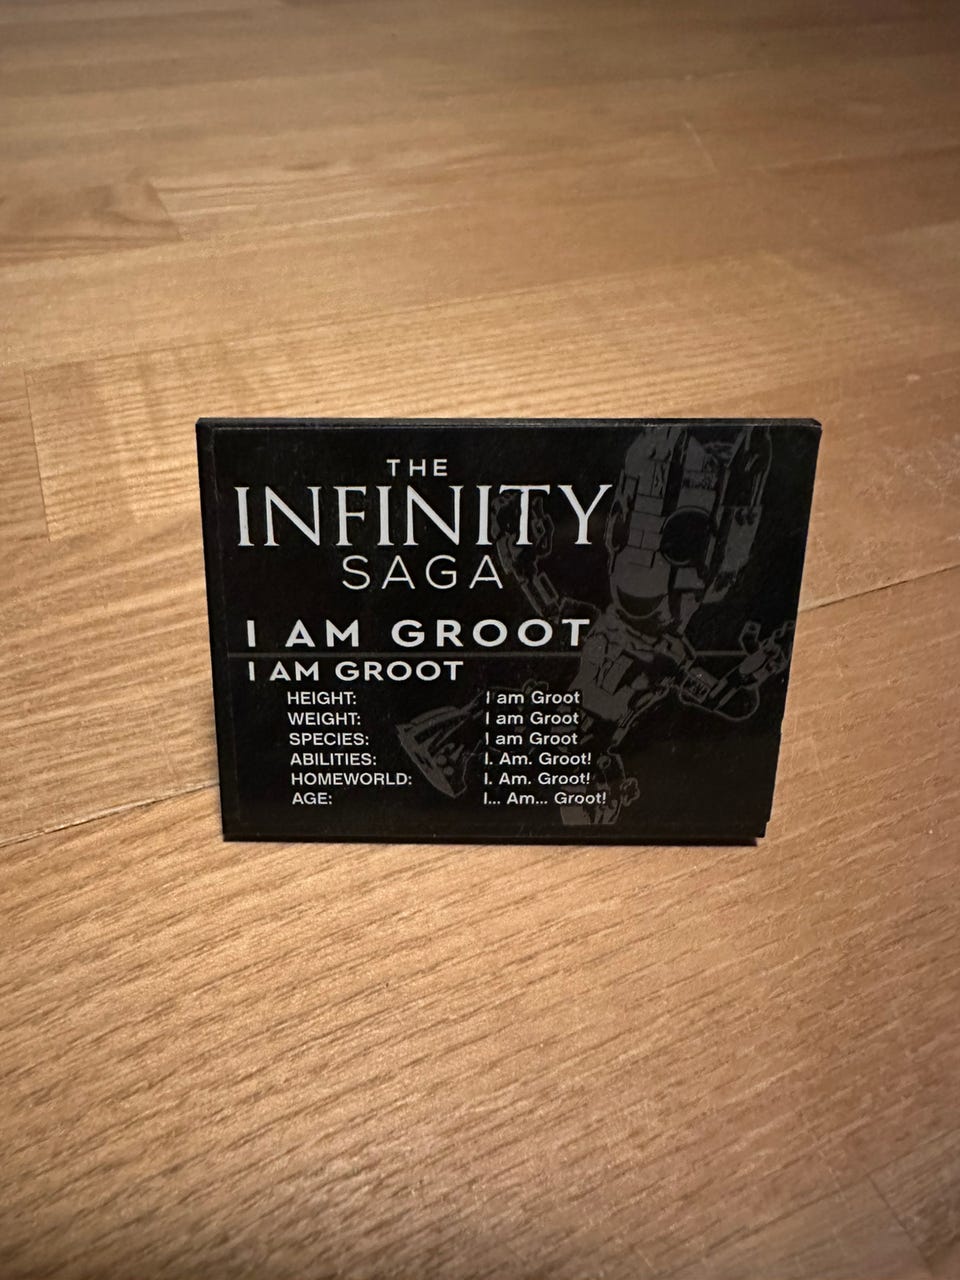 THE
INFINITY
SAGA
I AM GROOT
I AM GROOT
HEIGHT: I am Groot
WEIGHT: I am Groot
SPECIES: I am Groot
ABILITIES: I. Am. Groot!
HOMEWORLD: I. Am. Groot!
AGE: I... Am... Groot!